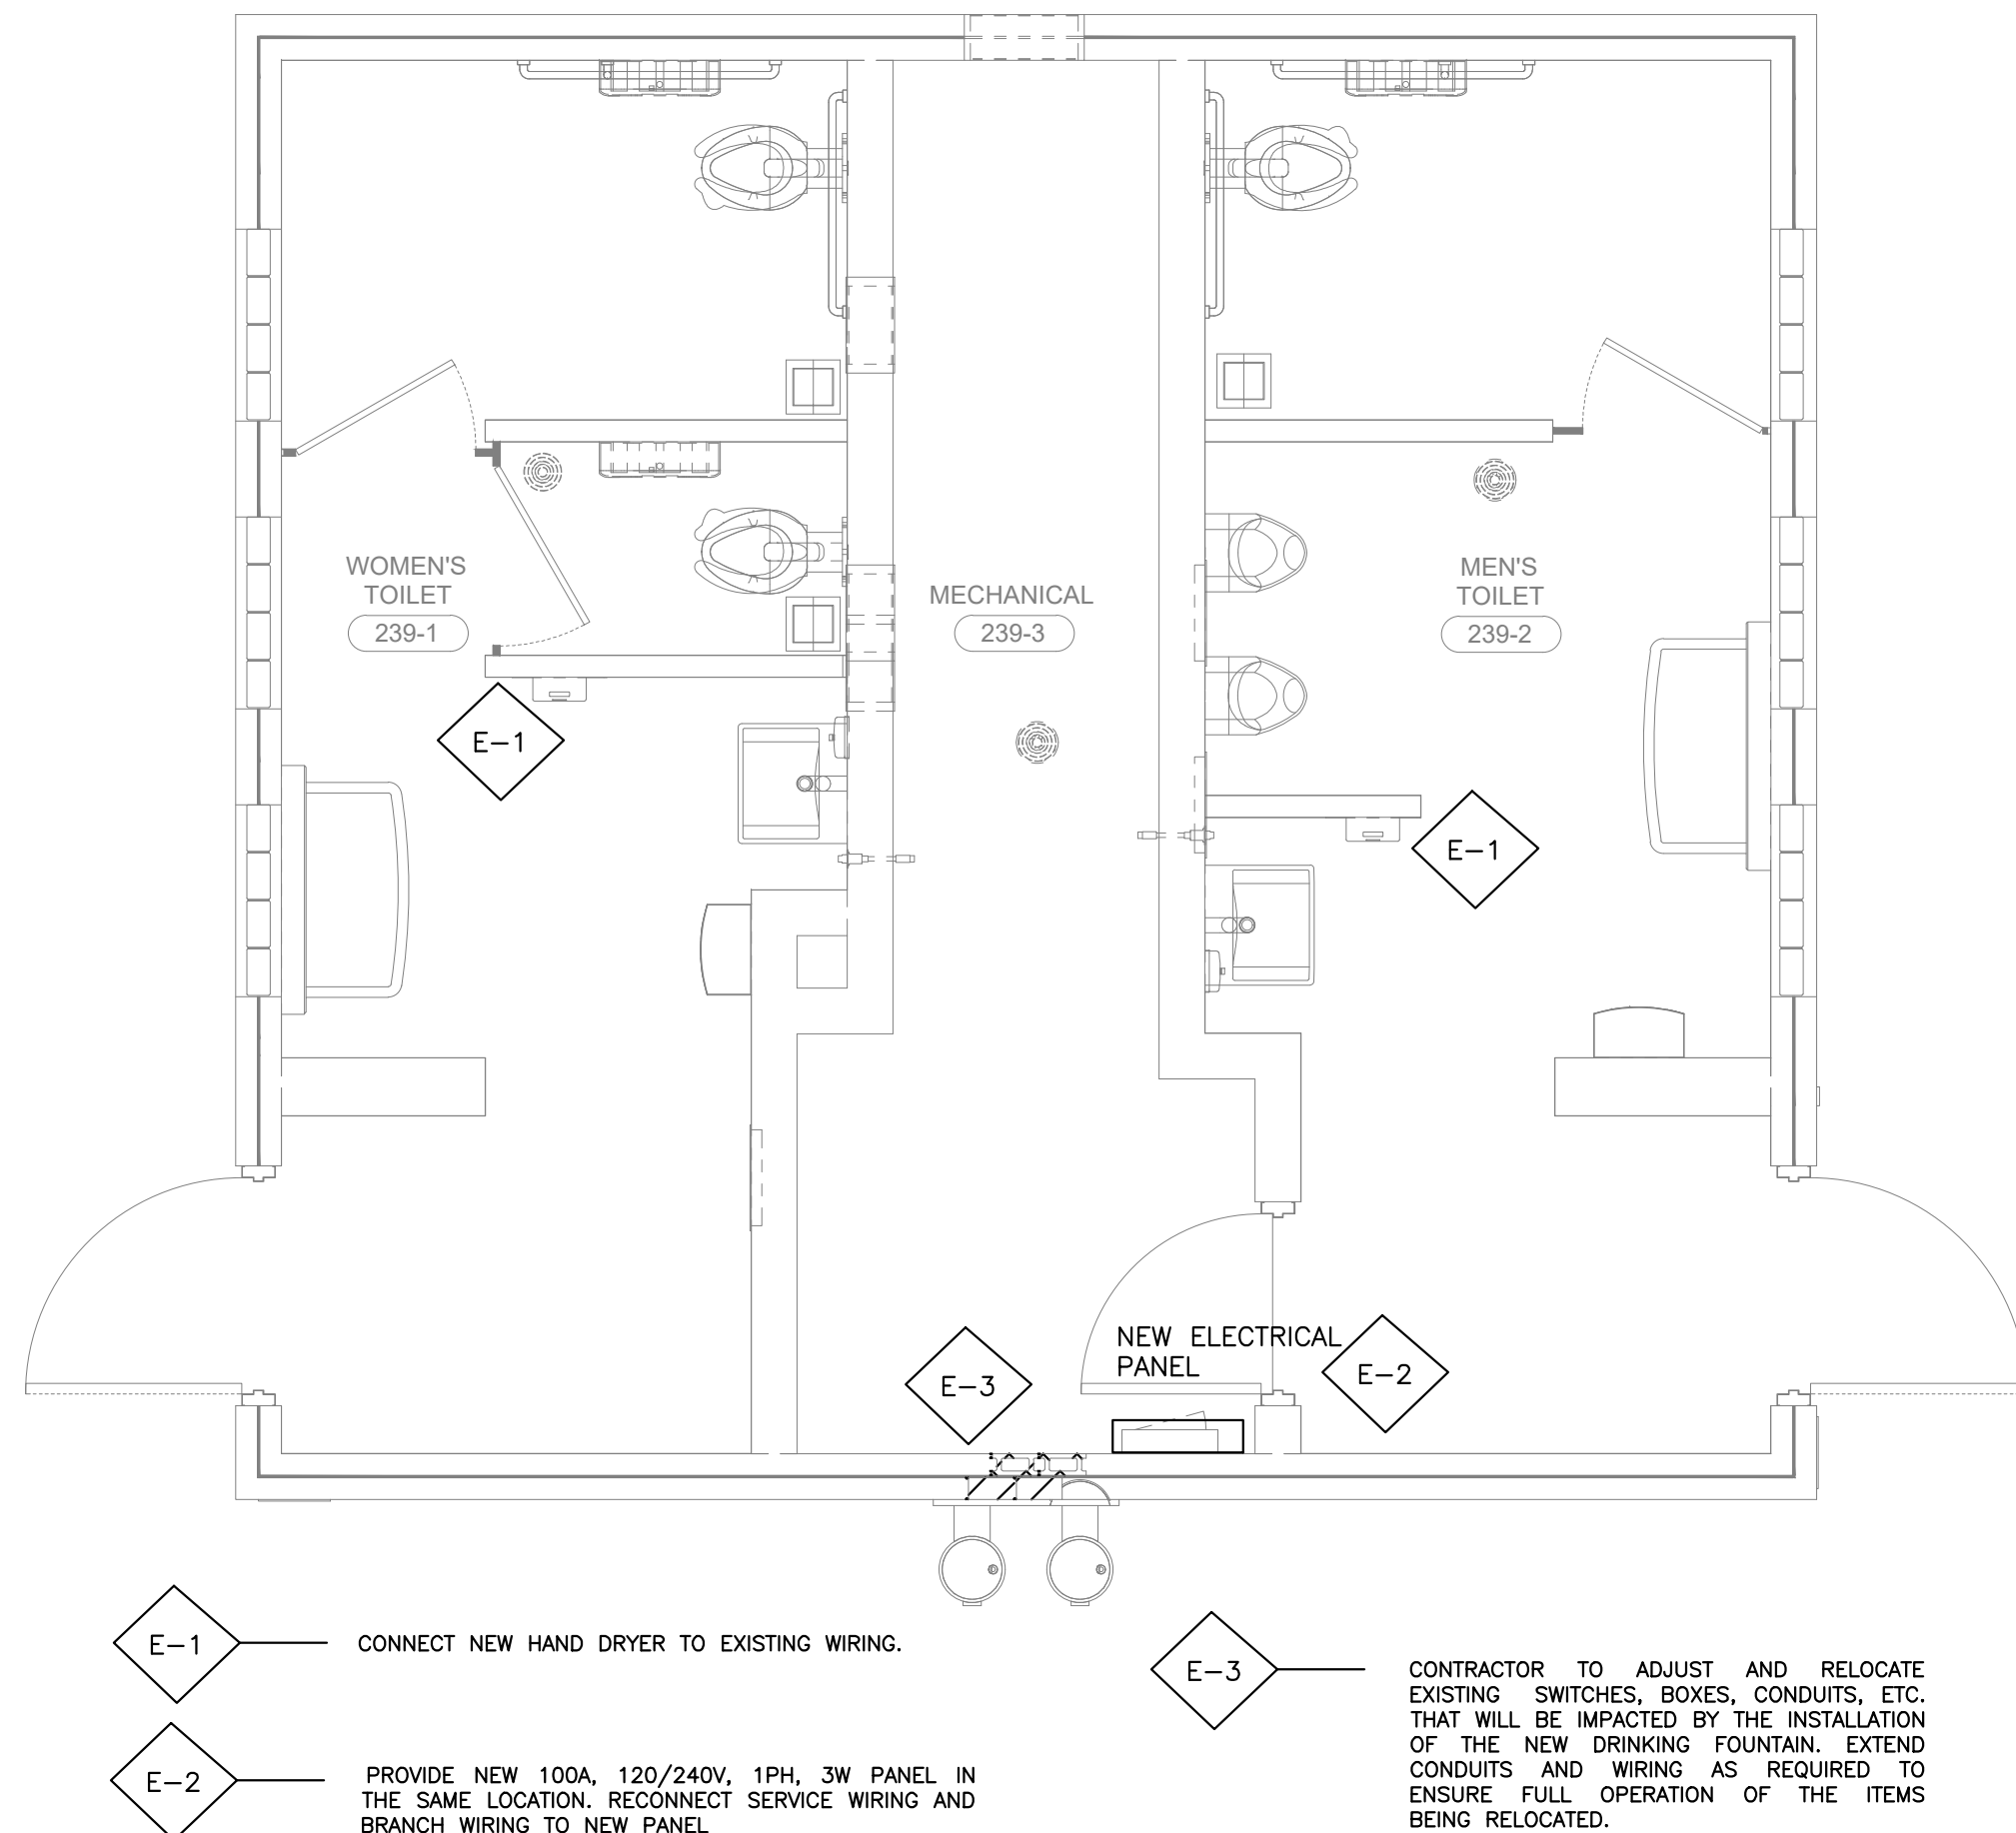 WOMEN'S
TOILET
239-1
MECHANICAL
239-3
MEN'S
TOILET
239-2
E-1
E-1
NEW ELECTRICAL
PANEL
E-3
E-2
E-1
CONNECT NEW HAND DRYER TO EXISTING WIRING.
E-2
PROVIDE NEW 100A, 120/240V, 1PH, 3W PANEL IN
THE SAME LOCATION. RECONNECT SERVICE WIRING AND
BRANCH WIRING TO NEW PANEL
E-3
CONTRACTOR TO ADJUST AND RELOCATE
EXISTING SWITCHES, BOXES, CONDUITS, ETC.
THAT WILL BE IMPACTED BY THE INSTALLATION
OF THE NEW DRINKING FOUNTAIN. EXTEND
CONDUITS AND WIRING AS REQUIRED TO
ENSURE FULL OPERATION OF THE ITEMS
BEING RELOCATED.